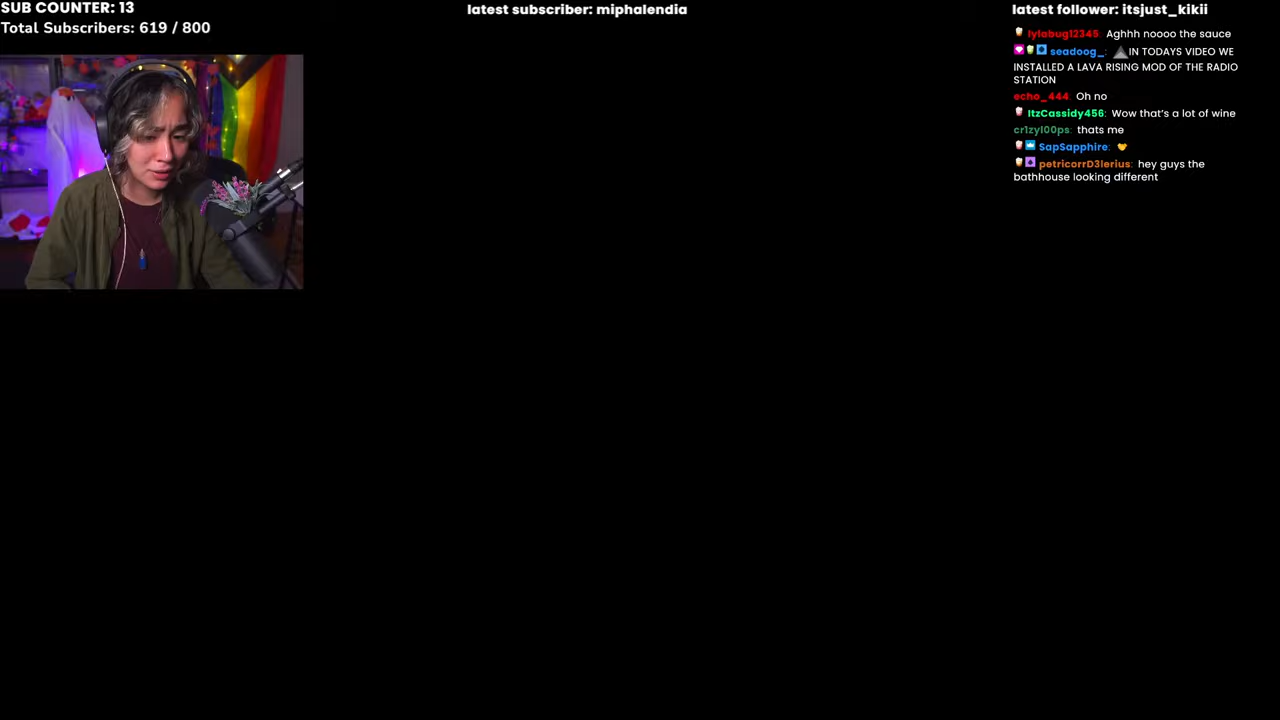 SUB COUNTER: 13
Total Subscribers: 619 / 800
latest subscriber: miphalendia
latest follower: itsjust_kikii
lylabug12345: Aghhh noooo the sauce
seadoog_: IN TODAYS VIDEO WE
INSTALLED A LAVA RISING MOD OF THE RADIO
STATION
echo_444: Oh no
ItzCassidy456: Wow that's a lot of wine
cr1zyl00ps: thats me
SapSapphire:
petricorrD3lerius: hey guys the
bathhouse looking different